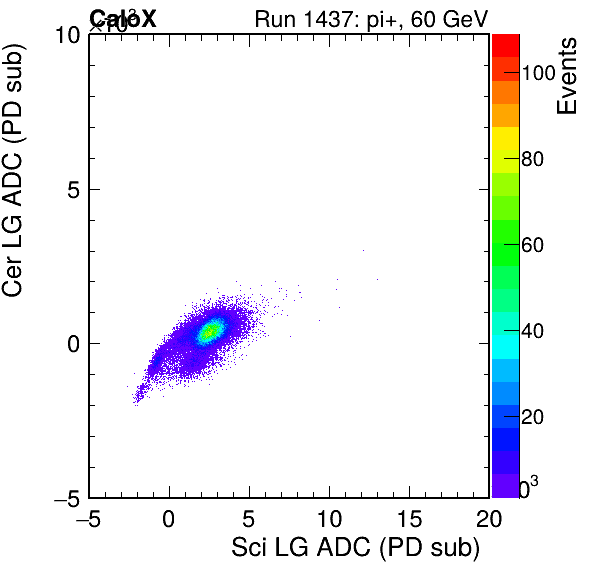 CaloX
×10³
Run 1437: pi+, 60 GeV
10
5
0
−5
−5 0 5 10 15 20
Sci LG ADC (PD sub)
Cer LG ADC (PD sub)
Events
100
80
60
40
20
0
3